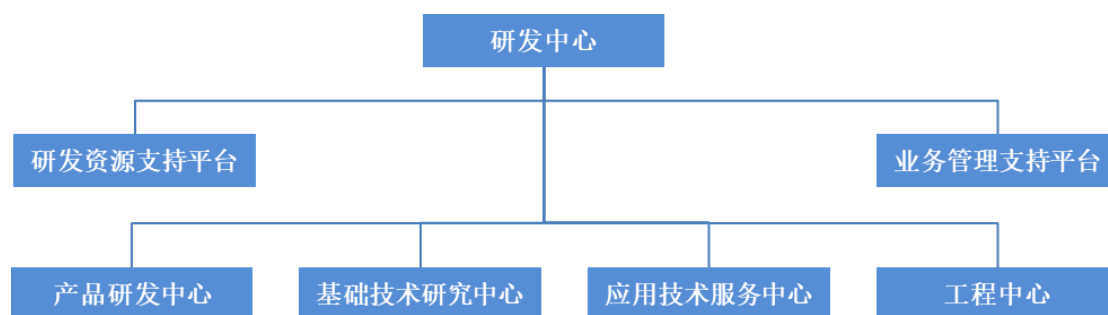 研发中心
研发资源支持平台
业务管理支持平台
产品研发中心
基础技术研究中心
应用技术服务中心
工程中心